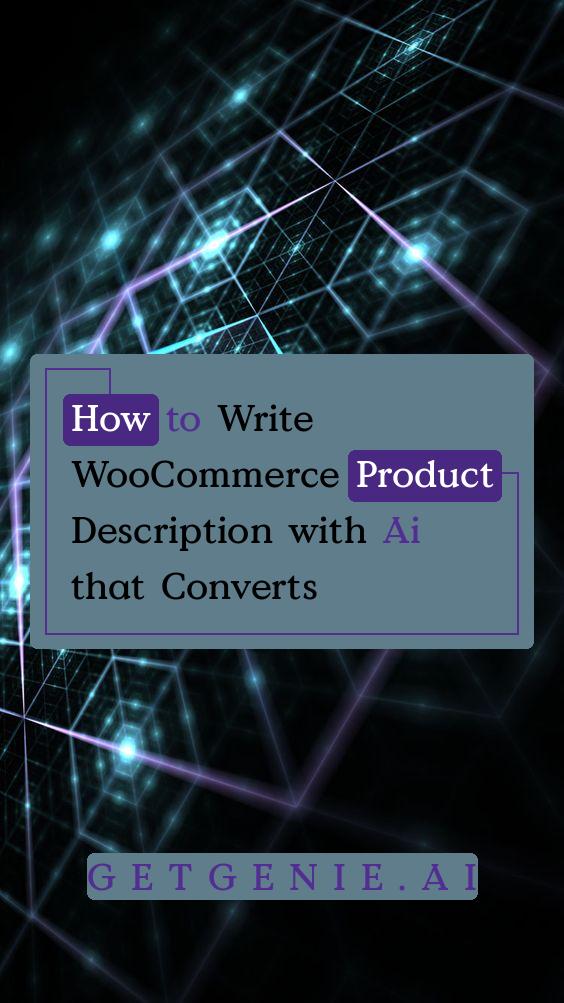 How to Write
WooCommerce Product
Description with Ai
that Converts
GETGENIE.AI